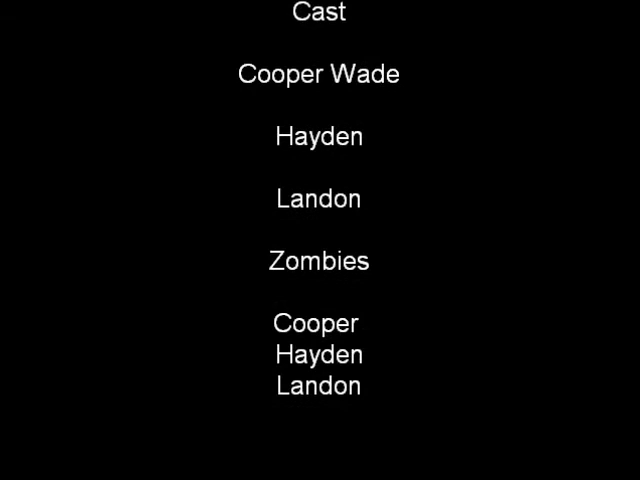 Cast
Cooper Wade
Hayden
Landon
Zombies
Cooper
Hayden
Landon